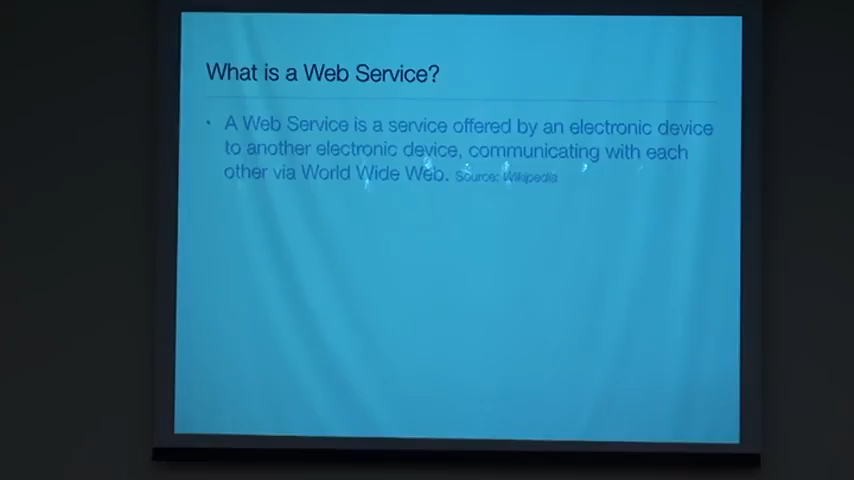 What is a Web Service?
• A Web Service is a service offered by an electronic device
to another electronic device, communicating with each
other via World Wide Web. Source: Wikipedia